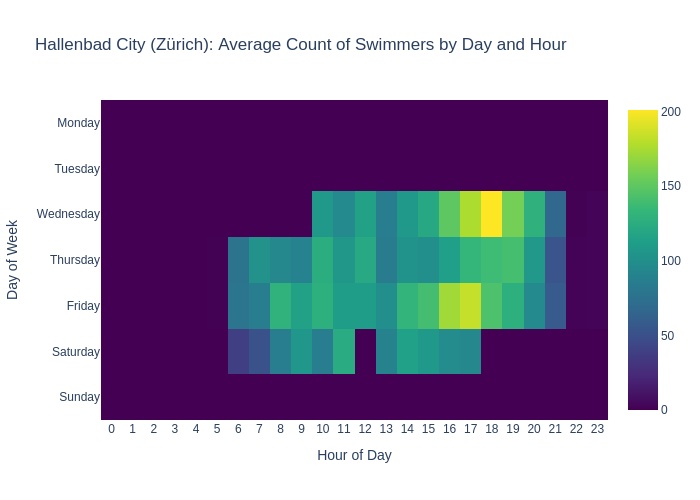 Hallenbad City (Zürich): Average Count of Swimmers by Day and Hour
Day of Week
Monday
Tuesday
Wednesday
Thursday
Friday
Saturday
Sunday
0 1 2 3 4 5 6 7 8 9 10 11 12 13 14 15 16 17 18 19 20 21 22 23
Hour of Day
200
150
100
50
0